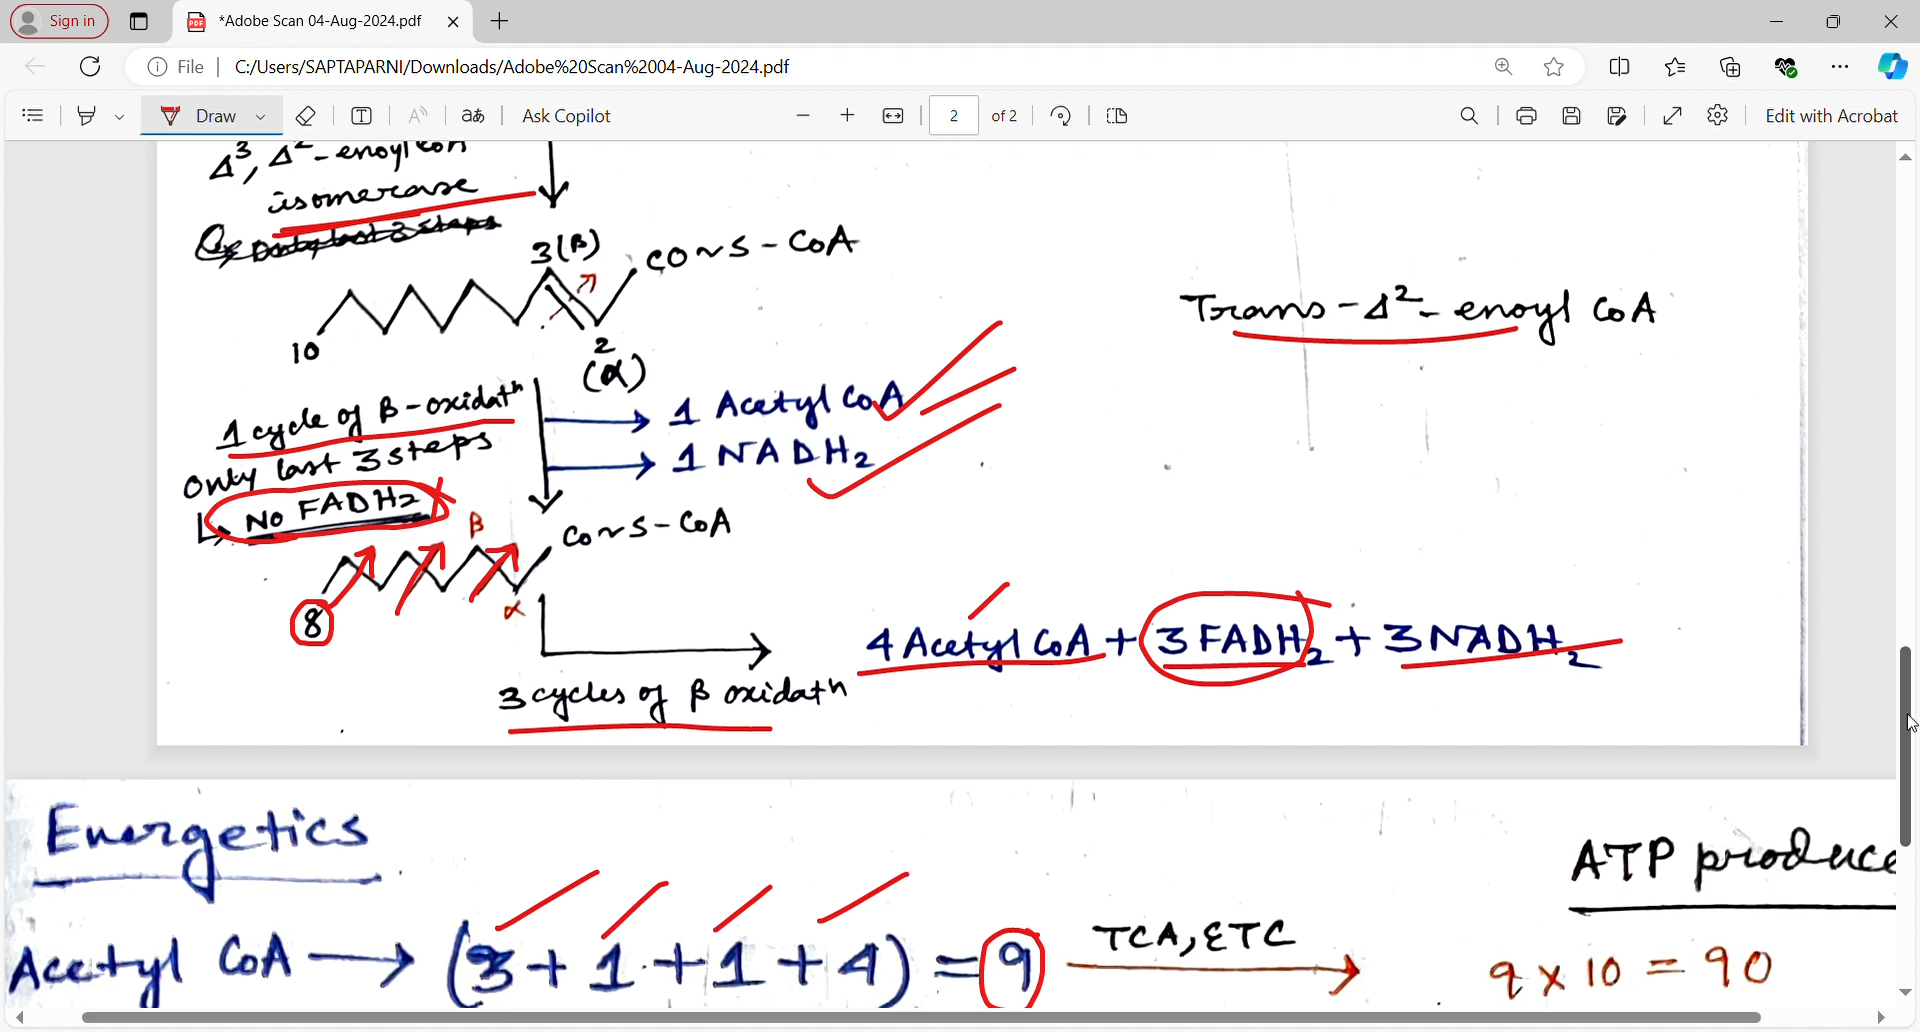 Sign in
*Adobe Scan 04-Aug-2024.pdf
File
C:/Users/SAPTAPARNI/Downloads/Adobe%20Scan%2004-Aug-2024.pdf
Draw
Ask Copilot
2 of 2
Edit with Acrobat
Δ³, Δ²-enoyl CoA
isomerase
3(β)
CO~S-CoA
10
2
(α)
Trans-Δ²-enoyl CoA
1 cycle of β-oxidatn
only last 3 steps
No FADH2
1 Acetyl CoA
1 NADH2
β
CO~S-CoA
8
α
4 Acetyl CoA + 3 FADH2 + 3 NADH2
3 cycles of β oxidatn
Energetics
ATP produce
Acetyl CoA → (3+1+1+4) = 9
TCA, ETC
9 x 10 = 90